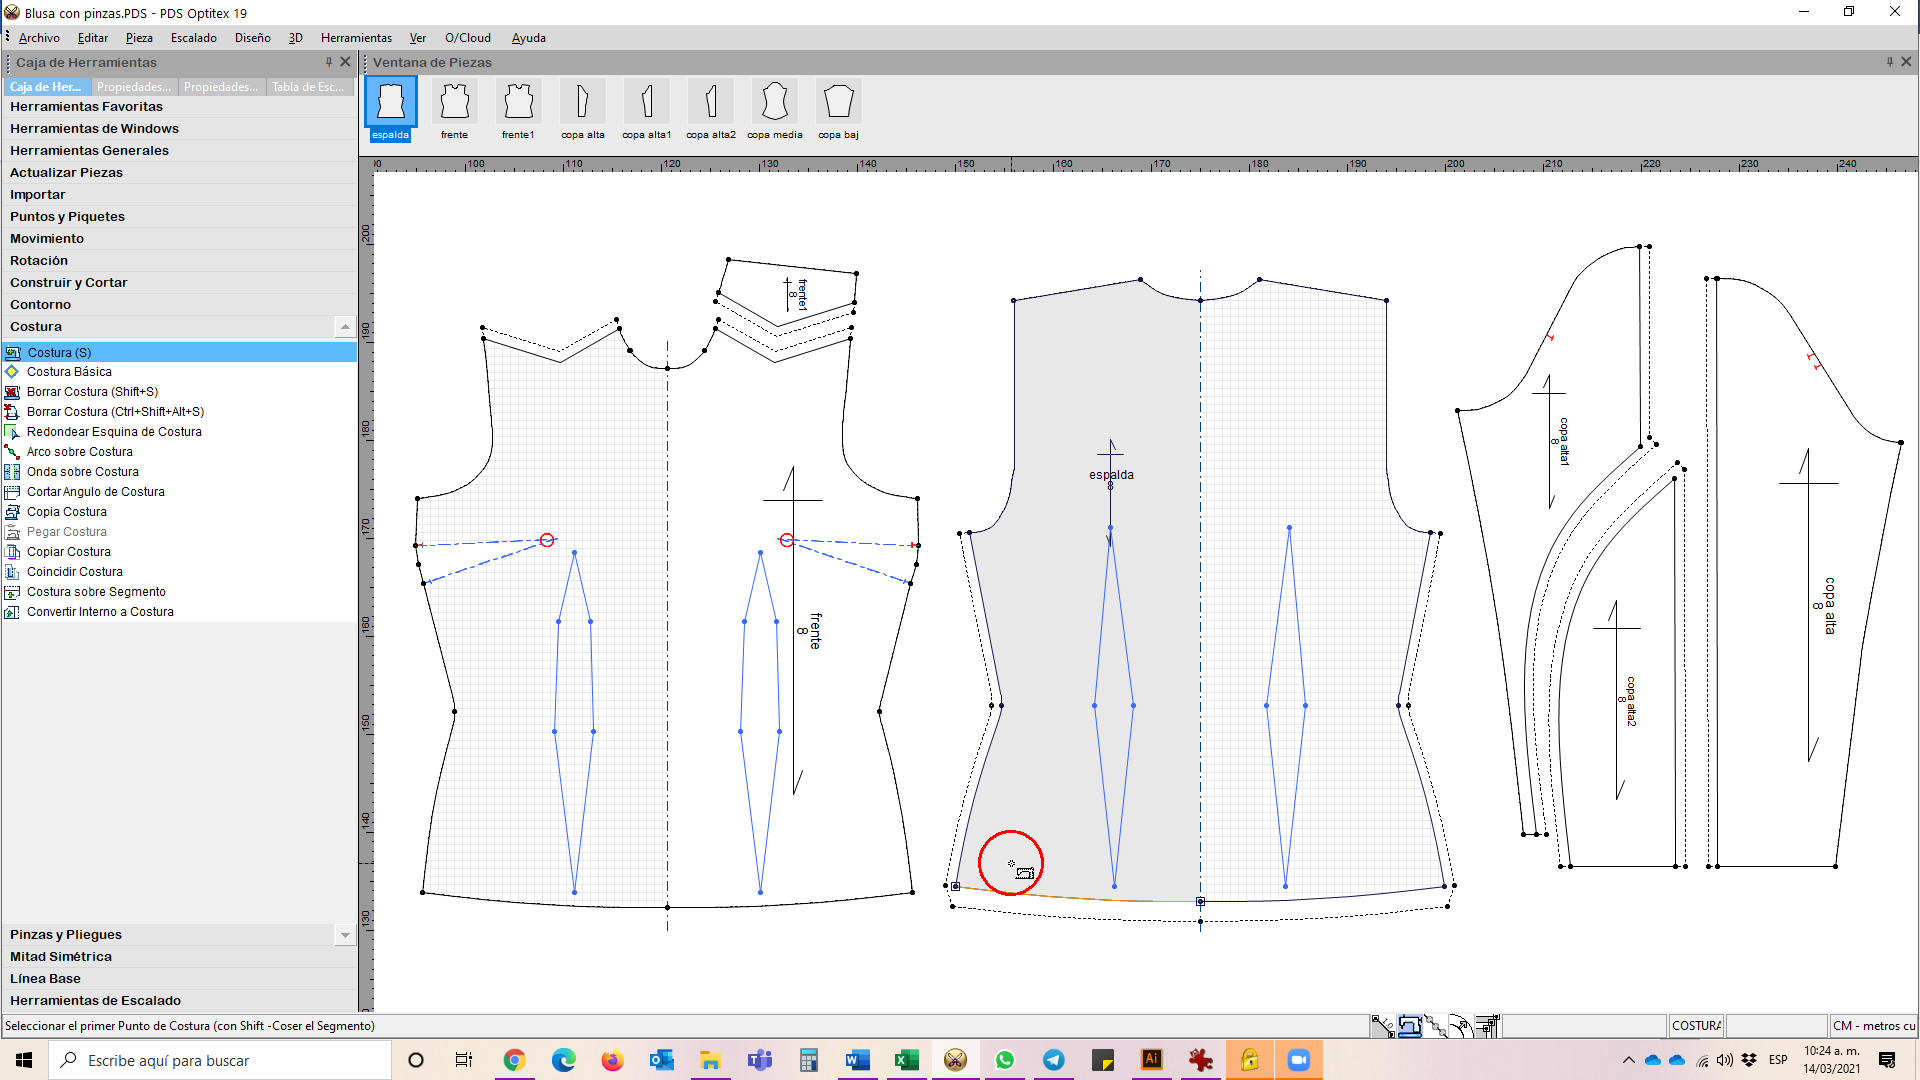 Blusa con pinzas.PDS - PDS Optitex 19
Archivo Editar Pieza Escalado Diseño 3D Herramientas Ver O/Cloud Ayuda
Caja de Herramientas
Ventana de Piezas
Caja de Her... Propiedades... Propiedades... Tabla de Esc...
espalda frente frente1 copa alta copa alta1 copa alta2 copa media copa baj
Herramientas Favoritas
Herramientas de Windows
Herramientas Generales
Actualizar Piezas
Importar
Puntos y Piquetes
Movimiento
Rotación
Construir y Cortar
Contorno
Costura
Costura (S)
Costura Básica
Borrar Costura (Shift+S)
Borrar Costura (Ctrl+Shift+Alt+S)
Redondear Esquina de Costura
Arco sobre Costura
Onda sobre Costura
Cortar Angulo de Costura
Copia Costura
Pegar Costura
Copiar Costura
Coincidir Costura
Costura sobre Segmento
Convertir Interno a Costura
Pinzas y Pliegues
Mitad Simétrica
Línea Base
Herramientas de Escalado
100 110 120 130 140 150 160 170 180 190 200 210 220 230 240
200
190
180
170
160
150
140
130
frente1
8
frente
8
espalda
8
copa alta1
8
copa alta2
8
copa alta
8
Seleccionar el primer Punto de Costura (con Shift -Coser el Segmento)
COSTURA
CM - metros cu
Escribe aquí para buscar
ESP
10:24 a. m.
14/03/2021